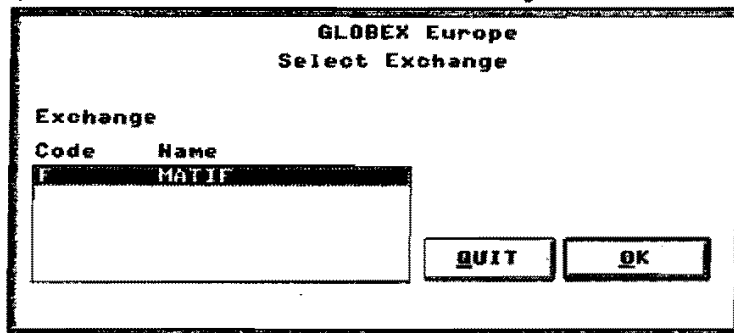 GLOBEX Europe
Select Exchange
Exchange
Code Name
F MATIF
QUIT OK